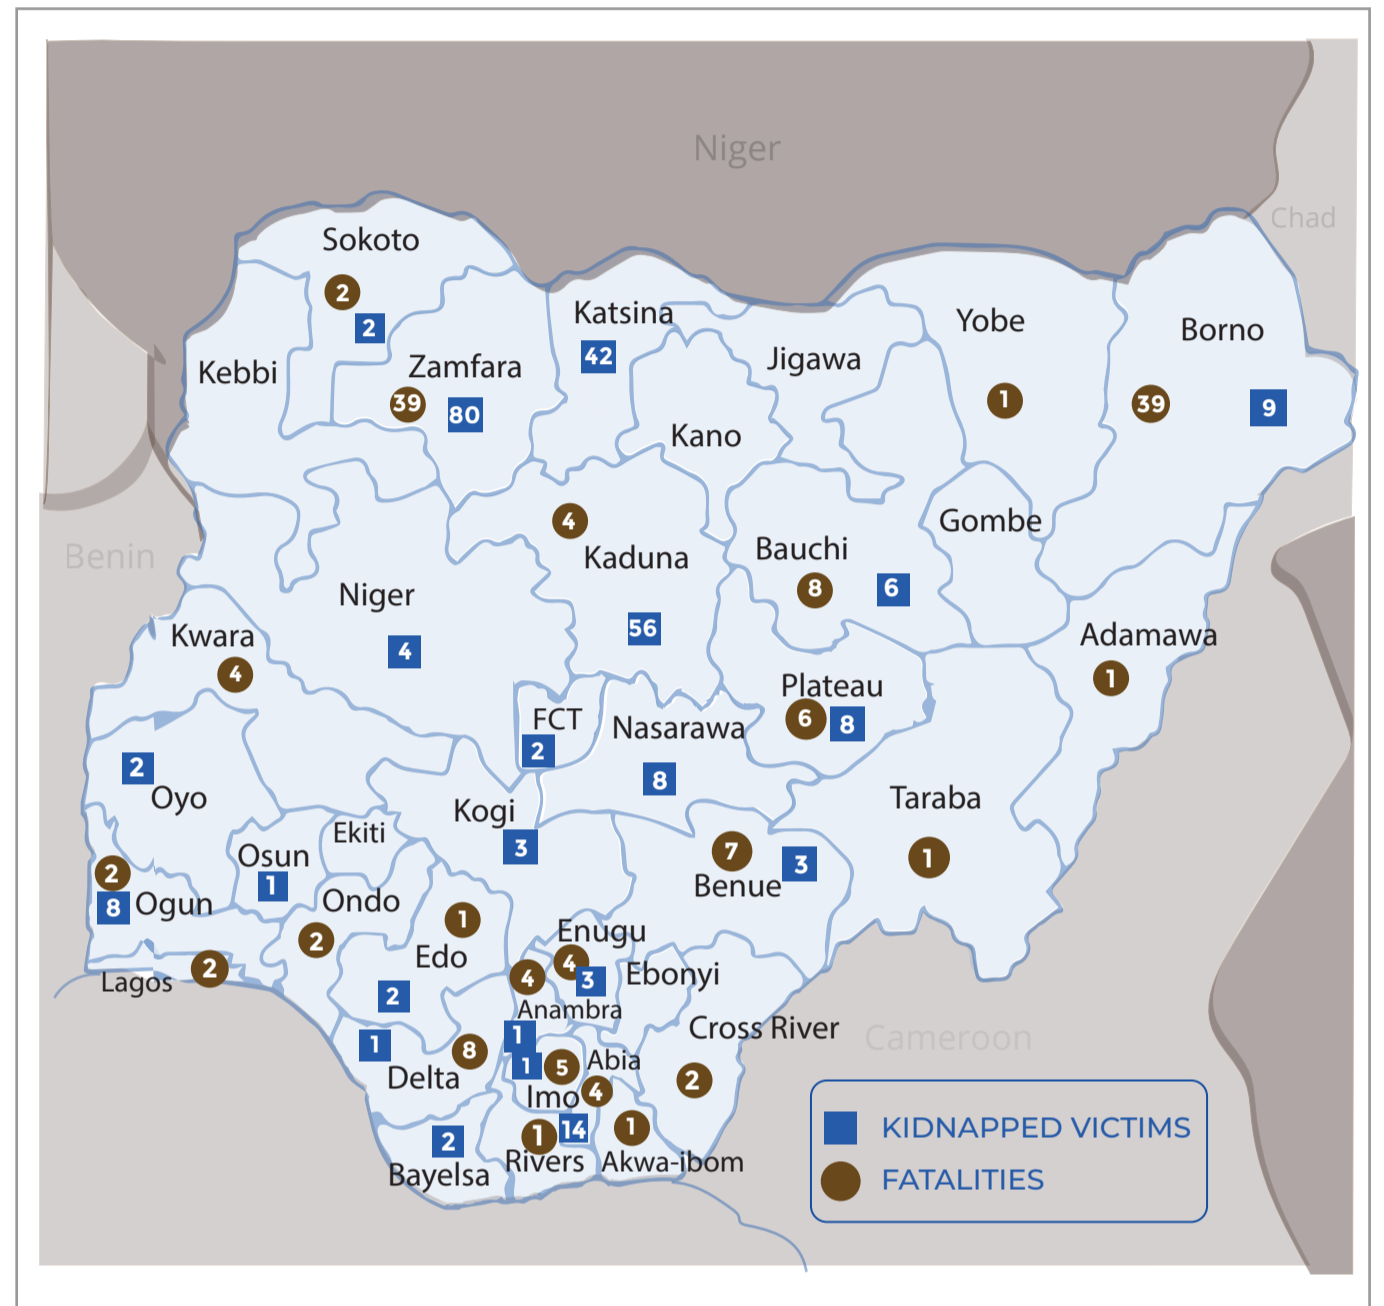 Niger
Chad
Sokoto
2
2
Katsina
42
Yobe
1
Borno
39
9
Kebbi
Zamfara
39
80
Jigawa
Kano
Benin
4
Kaduna
56
Bauchi
8
6
Gombe
Niger
4
Kwara
4
Adamawa
1
Plateau
6
8
FCT
2
Nasarawa
8
2
Oyo
Kogi
3
Taraba
1
Ekiti
Osun
1
7
3
Benue
2
8
Ogun
Ondo
2
1
Edo
2
Enugu
4
3
4
Anambra
1
Ebonyi
Lagos
2
Cross River
2
Cameroon
1
8
Delta
1
5
Imo
Abia
4
2
Bayelsa
1
14
Rivers
1
Akwa-ibom
KIDNAPPED VICTIMS
FATALITIES